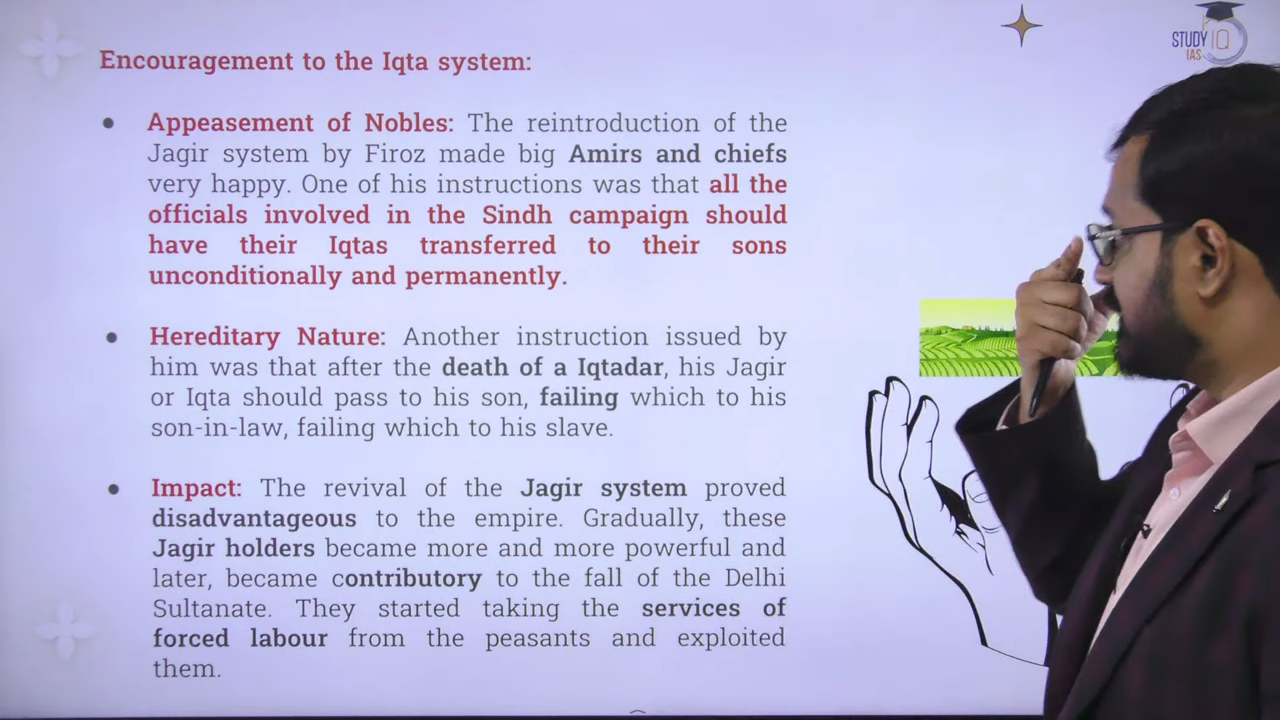 Encouragement to the Iqta system:
● Appeasement of Nobles: The reintroduction of the
Jagir system by Firoz made big Amirs and chiefs
very happy. One of his instructions was that all the
officials involved in the Sindh campaign should
have their Iqtas transferred to their sons
unconditionally and permanently.
● Hereditary Nature: Another instruction issued by
him was that after the death of a Iqtadar, his Jagir
or Iqta should pass to his son, failing which to his
son-in-law, failing which to his slave.
● Impact: The revival of the Jagir system proved
disadvantageous to the empire. Gradually, these
Jagir holders became more and more powerful and
later, became contributory to the fall of the Delhi
Sultanate. They started taking the services of
forced labour from the peasants and exploited
them.
STUDY IQ
IAS